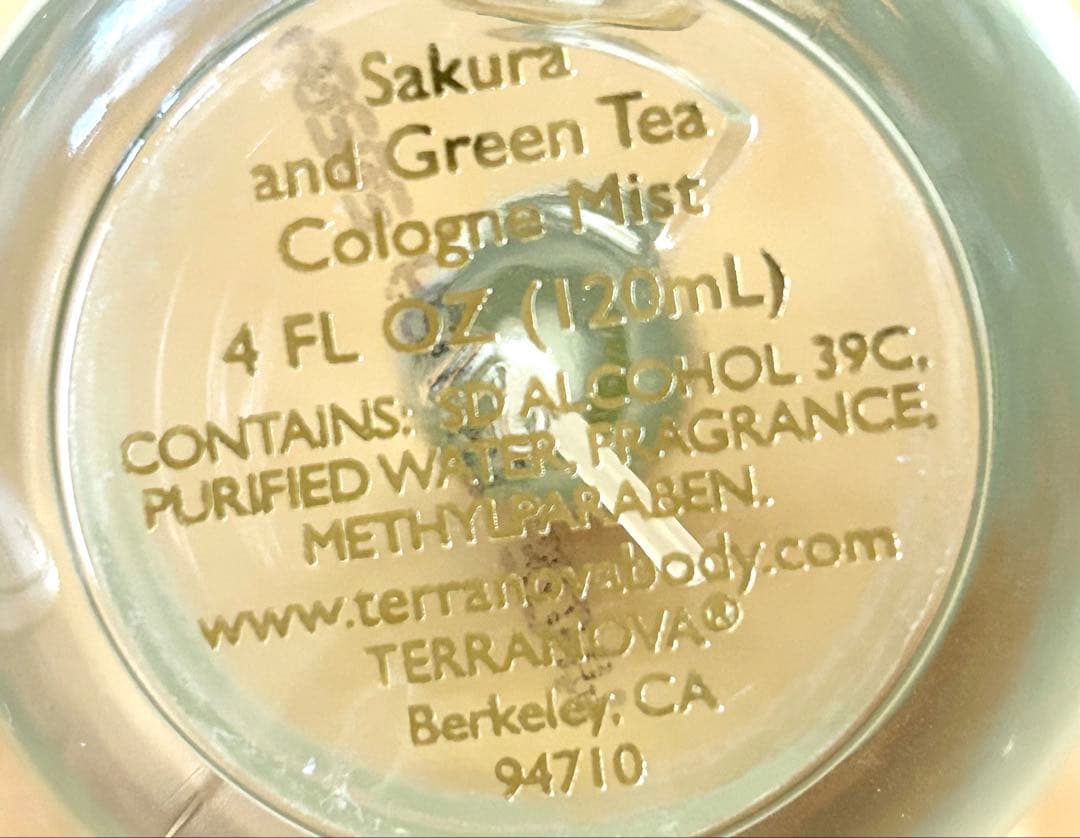 Sakura
and Green Tea
Cologne Mist
4 FL OZ. (120mL)
CONTAINS: SD ALCOHOL 39C,
PURIFIED WATER, FRAGRANCE,
METHYLPARABEN.
www.terranovabody.com
TERRANOVA®
Berkeley, CA
94710